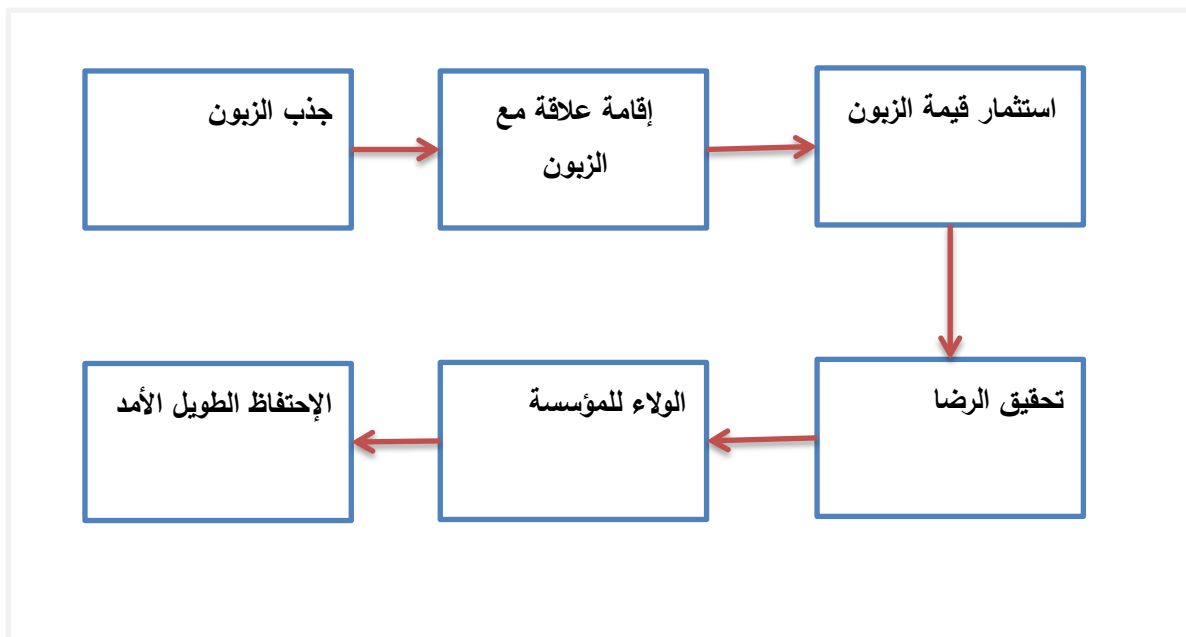 جذب الزبون
إقامة علاقة مع
الزبون
استثمار قيمة الزبون
تحقيق الرضا
الولاء للمؤسسة
الإحتفاظ الطويل الأمد